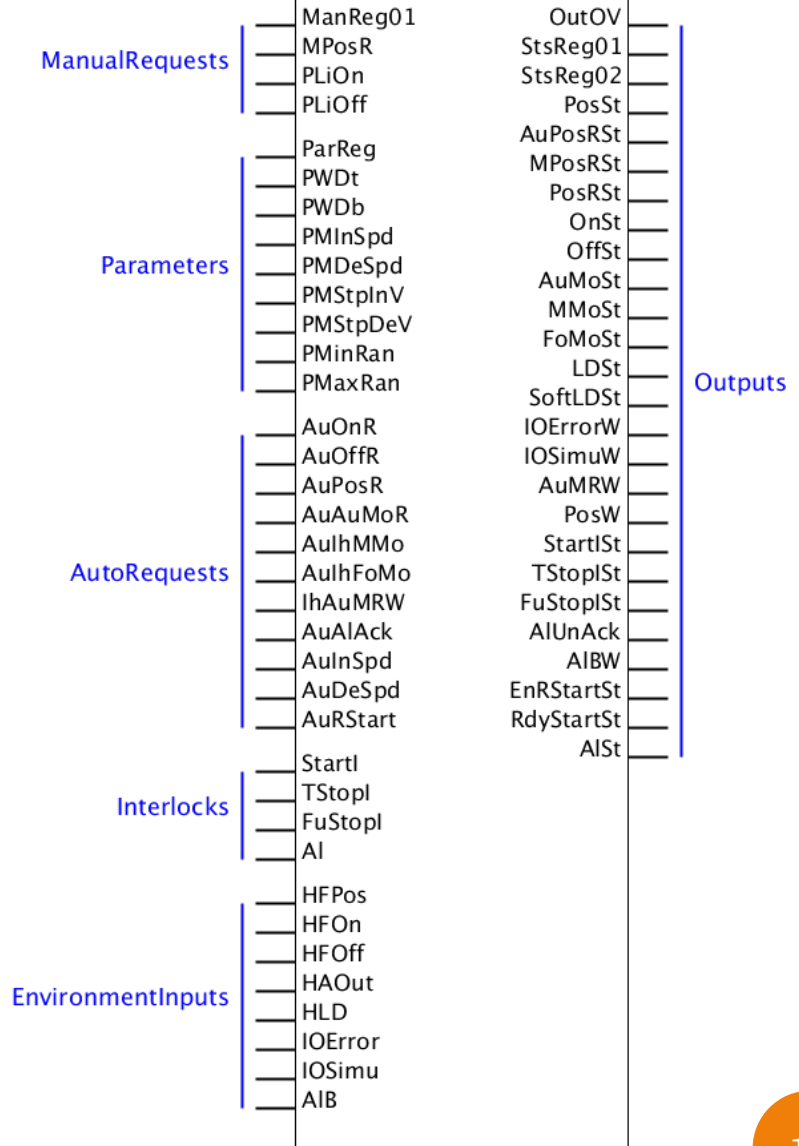 ManualRequests
ManReg01
MPosR
PLiOn
PLiOff
Parameters
ParReg
PWDt
PWDb
PMInSpd
PMDeSpd
PMStpInV
PMStpDeV
PMinRan
PMaxRan
AutoRequests
AuOnR
AuOffR
AuPosR
AuAuMoR
AuIhMMo
AuIhFoMo
IhAuMRW
AuAlAck
AuInSpd
AuDeSpd
AuRStart
Interlocks
StartI
TStopI
FuStopI
Al
EnvironmentInputs
HFPos
HFOn
HFOff
HAOut
HLD
IOError
IOSimu
AlB
OutOV
StsReg01
StsReg02
PosSt
AuPosRSt
MPosRSt
PosRSt
OnSt
OffSt
AuMoSt
MMoSt
FoMoSt
LDSt
SoftLDSt
IOErrorW
IOSimuW
AuMRW
PosW
StartISt
TStopISt
FuStopISt
AlUnAck
AlBW
EnRStartSt
RdyStartSt
AlSt
Outputs